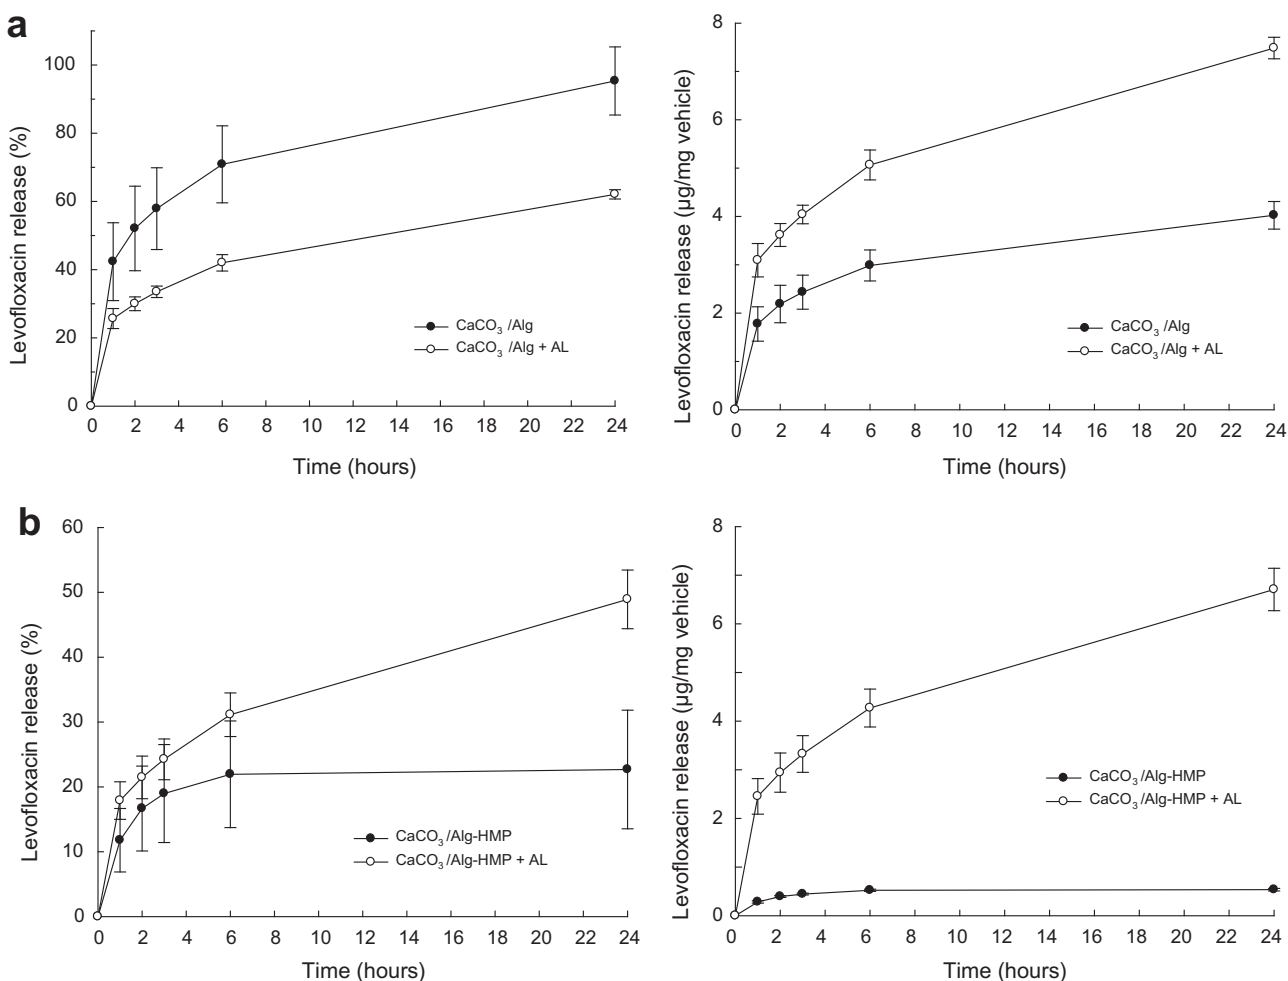 a
100
80
60
40
20
0
Levofloxacin release (%)
CaCO3 /Alg
CaCO3 /Alg + AL
0 2 4 6 8 10 12 14 16 18 20 22 24
Time (hours)
8
6
4
2
0
Levofloxacin release (µg/mg vehicle)
CaCO3 /Alg
CaCO3 /Alg + AL
0 2 4 6 8 10 12 14 16 18 20 22 24
Time (hours)
b
60
50
40
30
20
10
0
Levofloxacin release (%)
CaCO3/Alg-HMP
CaCO3/Alg-HMP + AL
0 2 4 6 8 10 12 14 16 18 20 22 24
Time (hours)
8
6
4
2
0
Levofloxacin release (µg/mg vehicle)
CaCO3/Alg-HMP
CaCO3/Alg-HMP + AL
0 2 4 6 8 10 12 14 16 18 20 22 24
Time (hours)